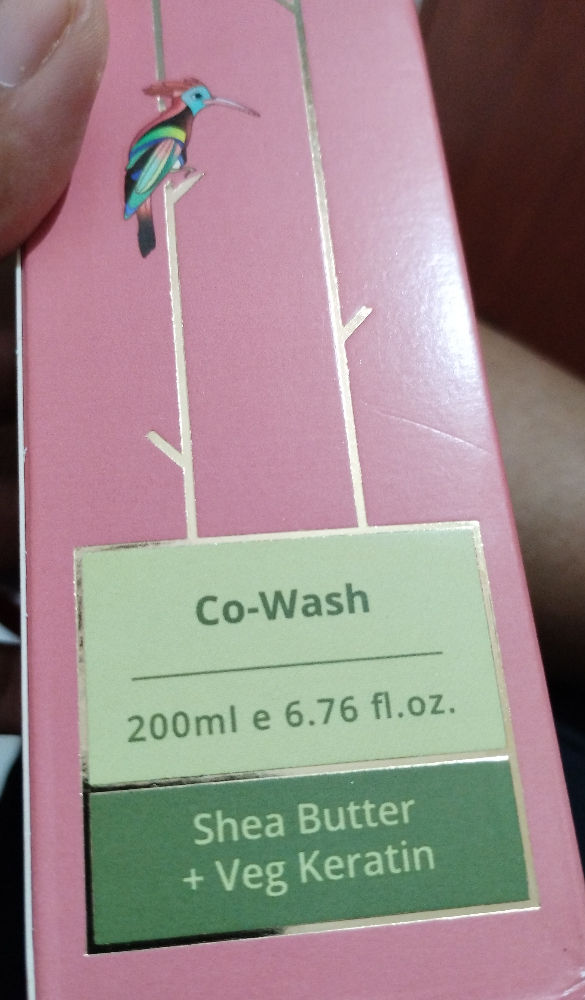 Co-Wash
200ml e 6.76 fl.oz.
Shea Butter
+ Veg Keratin